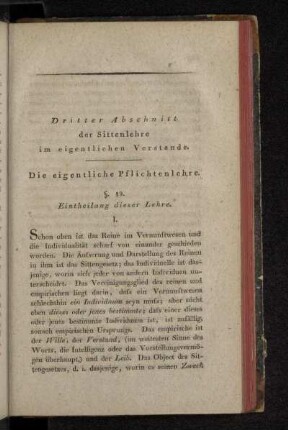 Dritter Abschnitt
der Sittenlehre
im eigentlichen Verstande.
Die eigentliche Pflichtenlehre.
§. 18.
Eintheilung dieser Lehre.
I.
Schon oben ist das Reine im Vernunftwesen und
die Individualität scharf von einander geschieden
worden. Die Äußerung und Darstellung des Reinen
in ihm ist das Sittengesetz; das Individuelle ist das-
jenige, worin sich jeder von andern Individuen un-
terscheidet. Das Vereinigungsglied des reinen und
empirischen liegt darin, daß ein Vernunftwesen
schlechthin ein Individuum seyn muß; aber nicht eben
dieses oder jenes bestimmte; daß einer dieses
oder jenes bestimmte Individuum ist, ist zufällig,
sonach empirischen Ursprungs. Das empirische ist
der Wille, der Verstand, (im weitesten Sinne des
Worts, die Intelligenz oder das Vorstellungsvermö-
gen überhaupt,) und der Leib. Das Object des Sit-
tengesetzes, d. i. dasjenige, worin es seinen Zweck